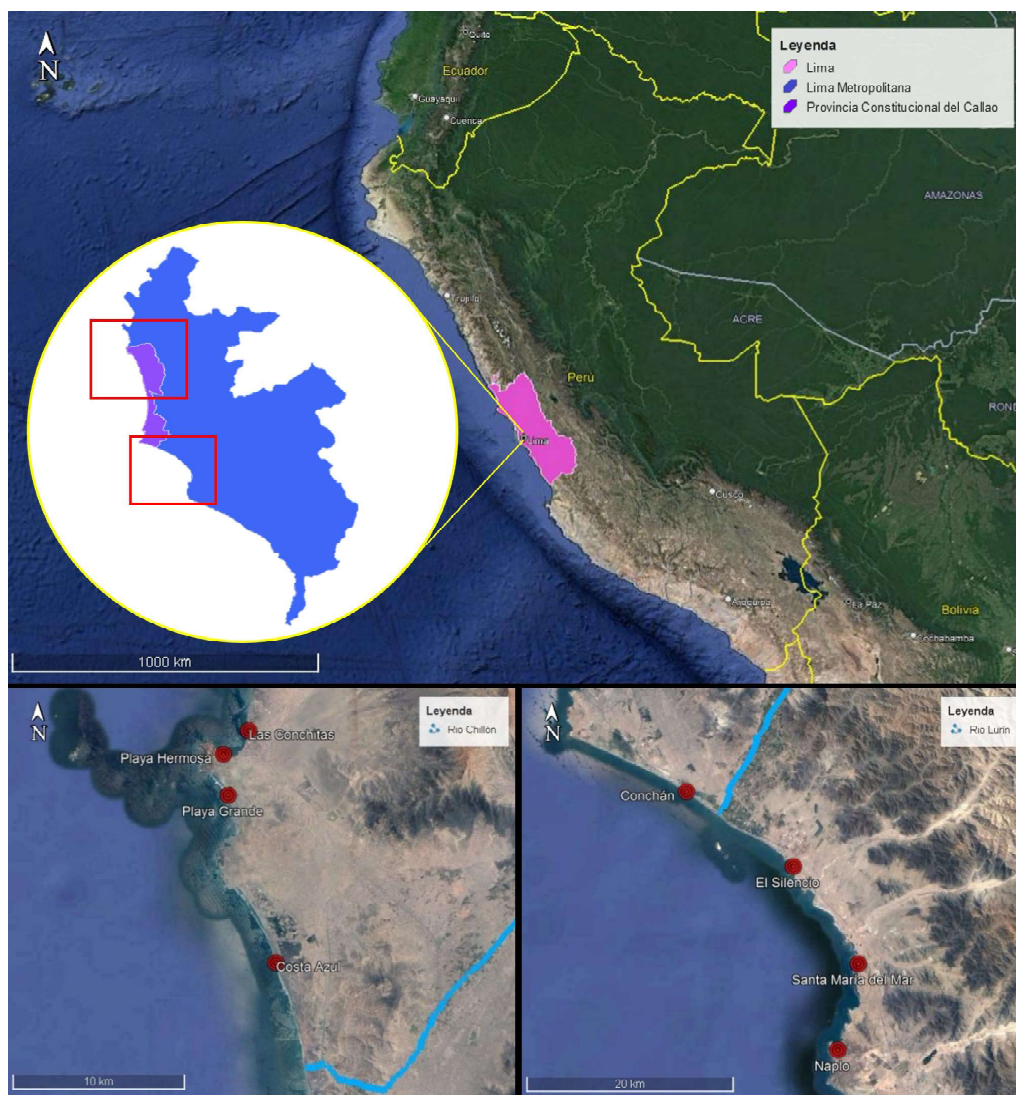 N
Quito
Ecuador
Guayaquil
Cuenca
Leyenda
Lima
Lima Metropolitana
Provincia Constitucional del Callao
AMAZONAS
Trujillo
ACRE
Perú
Lima
Cusco
Arequipa
La Paz
Bolivia
Cochabamba
1000 km
N
Leyenda
Rio Chillón
Las Conchitas
Playa Hermosa
Playa Grande
Costa Azul
10 km
N
Leyenda
Rio Lurín
Conchán
El Silencio
Santa María del Mar
Naplo
20 km